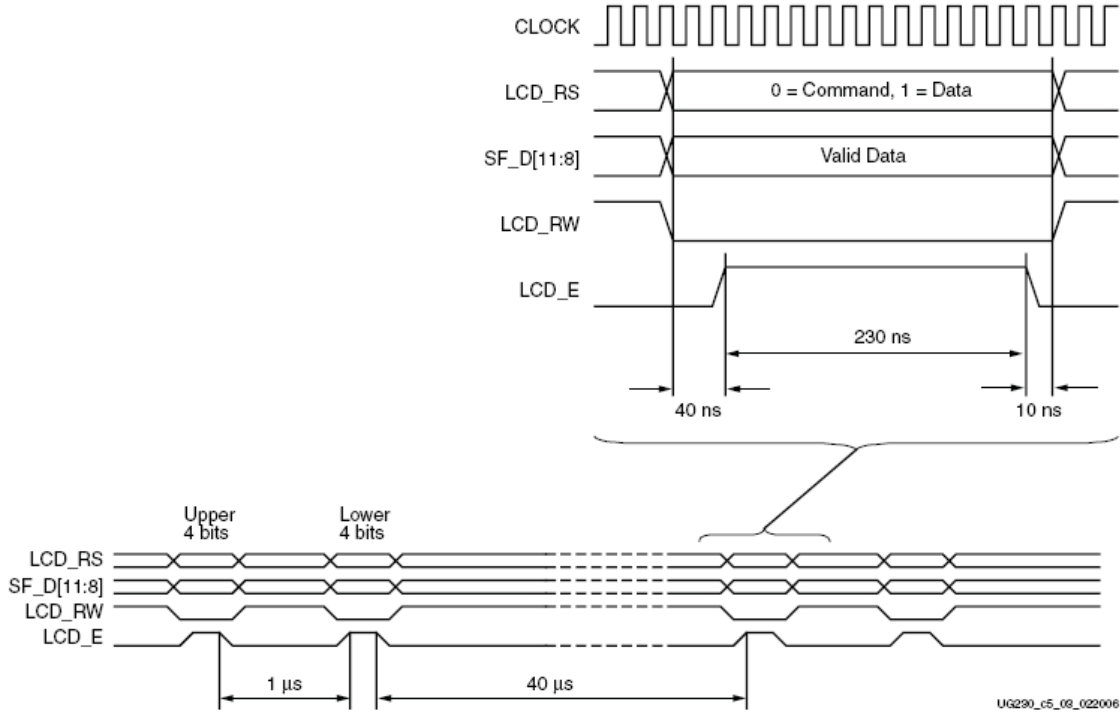 CLOCK
LCD_RS
0 = Command, 1 = Data
SF_D[11:8]
Valid Data
LCD_RW
LCD_E
230 ns
40 ns
10 ns
Upper
4 bits
Lower
4 bits
LCD_RS
SF_D[11:8]
LCD_RW
LCD_E
1 µs
40 µs
UG230_c5_03_022006